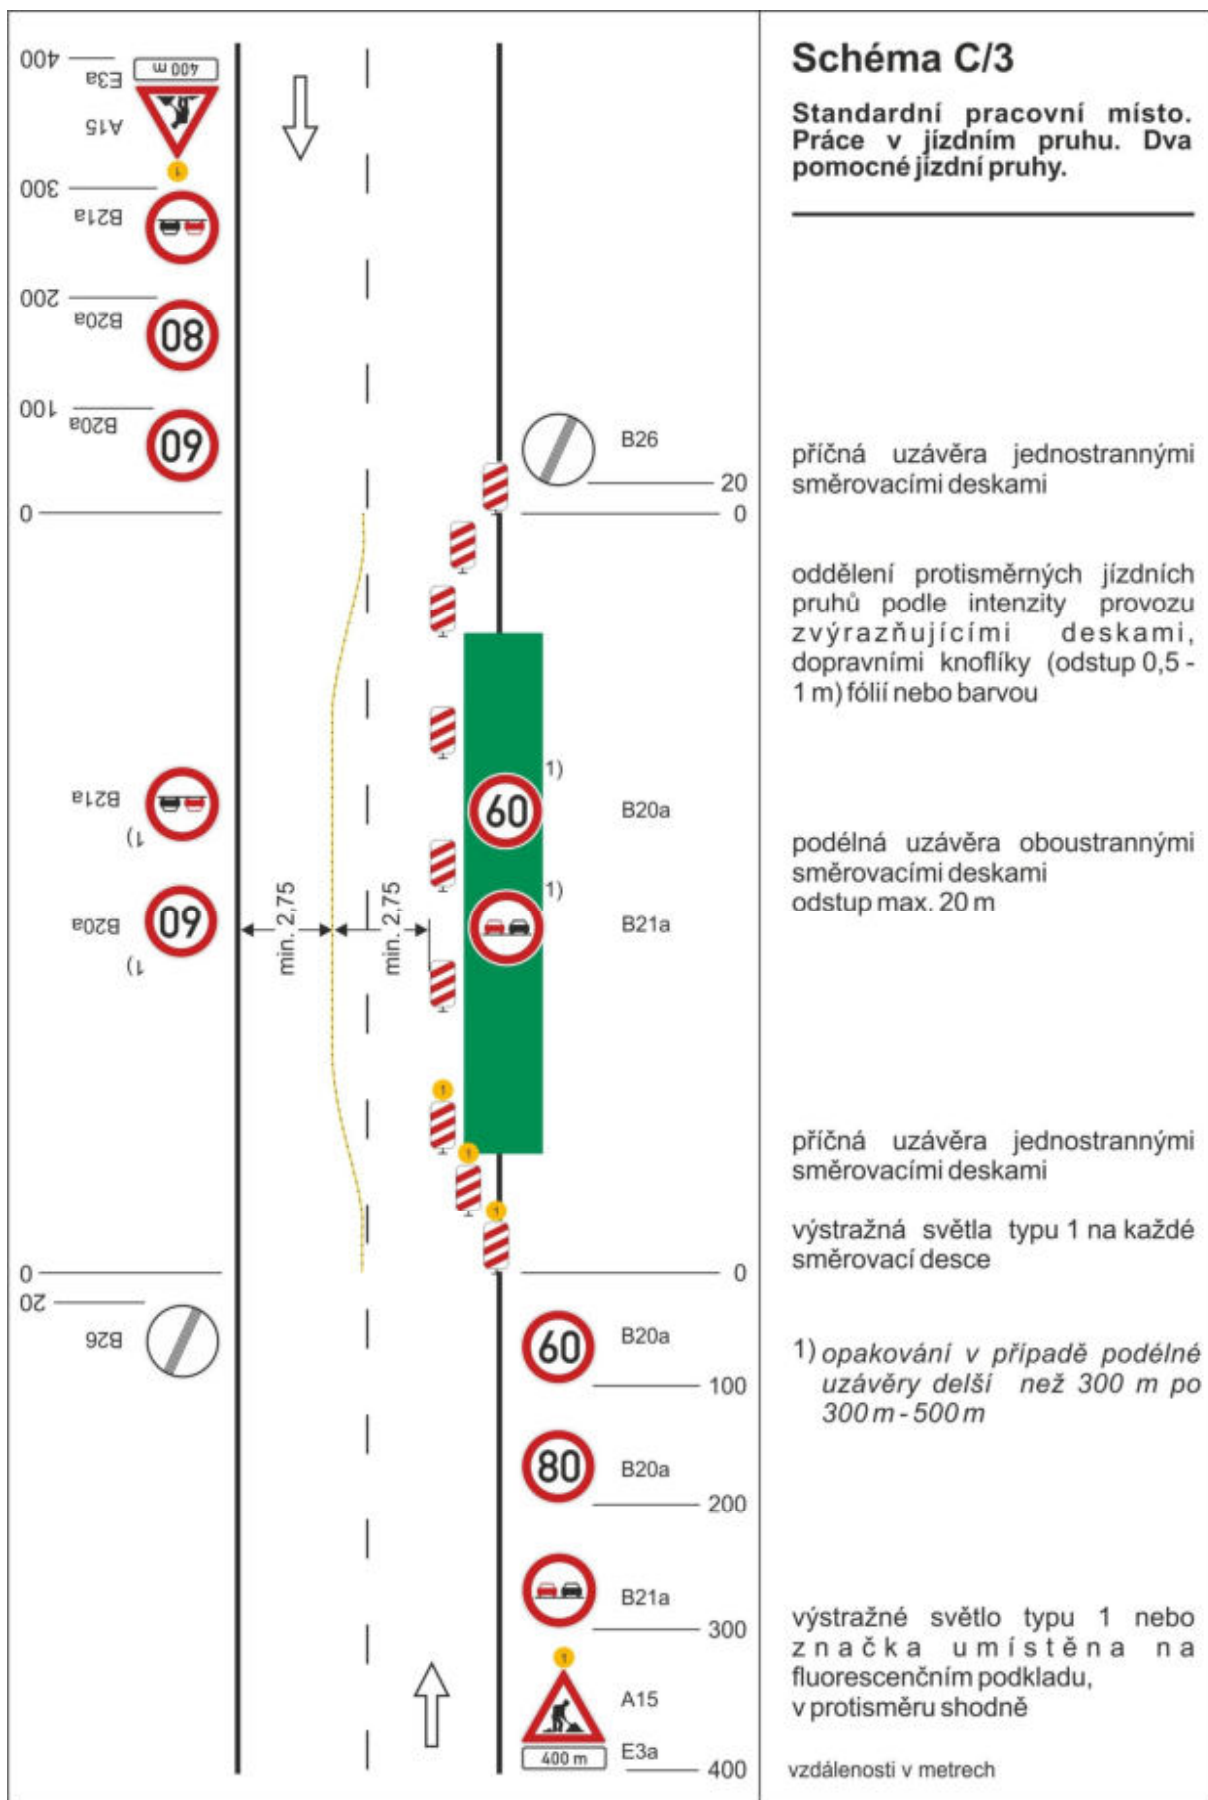 Schéma C/3
Standardní pracovní místo.
Práce v jízdním pruhu. Dva
pomocné jízdní pruhy.
400
E3a
400 m
A15
1
300
B21a
200
B20a
80
100
B20a
60
0
B26
20
0
příčná uzávěra jednostrannými
směrovacími deskami
oddělení protisměrných jízdních
pruhů podle intenzity provozu
zvýrazňujícími deskami,
dopravními knoflíky (odstup 0,5 -
1 m) fólií nebo barvou
B21a
1)
B20a
60
1)
min. 2,75
min. 2,75
1)
60
B20a
1)
B21a
podélná uzávěra oboustrannými
směrovacími deskami
odstup max. 20 m
1
1
1
příčná uzávěra jednostrannými
směrovacími deskami
výstražná světla typu 1 na každé
směrovací desce
0
20
B26
0
60
B20a
100
80
B20a
200
B21a
300
1
A15
400 m
E3a
400
1) opakování v případě podélné
uzávěry delší než 300 m po
300 m - 500 m
výstražné světlo typu 1 nebo
značka umístěna na
fluorescenčním podkladu,
v protisměru shodně
vzdálenosti v metrech